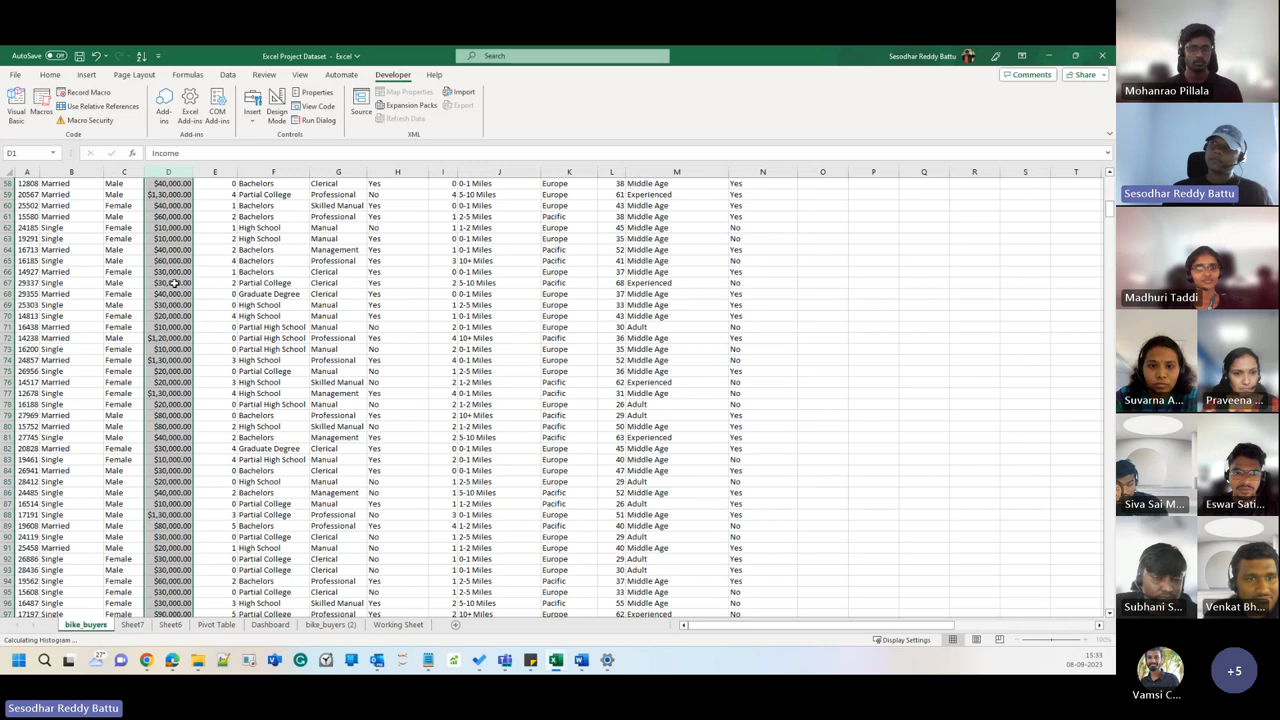 AutoSave Off Excel Project Dataset - Excel Search Sesodhar Reddy Battu
File Home Insert Page Layout Formulas Data Review View Automate Developer Help Comments Share
Visual Basic Macros Record Macro Use Relative References Macro Security Add-ins Excel Add-ins COM Add-ins Insert Design Mode Properties View Code Run Dialog Source Map Properties Expansion Packs Refresh Data Import Export
Code Add-ins Controls XML
D1 fx Income
A B C D E F G H I J K L M N O P Q R S T
58 12808 Married Male $40,000.00 0 Bachelors Clerical Yes 0 0-1 Miles Europe 38 Middle Age Yes
59 20567 Married Male $1,30,000.00 4 Partial College Professional Yes 4 5-10 Miles Europe 61 Experienced Yes
60 25502 Married Female $40,000.00 1 Bachelors Skilled Manual Yes 0 0-1 Miles Europe 43 Middle Age Yes
61 15580 Married Male $60,000.00 2 Bachelors Professional Yes 1 2-5 Miles Pacific 38 Middle Age Yes
62 24185 Single Female $10,000.00 1 High School Manual No 1 1-2 Miles Europe 45 Middle Age No
63 19291 Single Female $10,000.00 2 High School Manual Yes 0 0-1 Miles Europe 35 Middle Age No
64 16713 Married Male $40,000.00 2 Bachelors Management Yes 1 0-1 Miles Pacific 52 Middle Age Yes
65 16185 Single Male $60,000.00 4 Bachelors Professional Yes 3 10+ Miles Pacific 41 Middle Age No
66 14927 Married Female $30,000.00 1 Bachelors Clerical Yes 0 0-1 Miles Europe 37 Middle Age Yes
67 29337 Single Male $30,000.00 2 Partial College Clerical Yes 2 5-10 Miles Pacific 68 Experienced No
68 29355 Married Female $40,000.00 0 Graduate Degree Clerical Yes 0 0-1 Miles Europe 37 Middle Age Yes
69 25303 Single Male $30,000.00 0 High School Manual Yes 1 2-5 Miles Europe 33 Middle Age Yes
70 14813 Single Female $20,000.00 4 High School Manual Yes 1 0-1 Miles Europe 43 Middle Age Yes
71 16438 Married Female $10,000.00 0 Partial High School Manual No 2 0-1 Miles Europe 30 Adult No
72 14238 Married Male $1,20,000.00 0 Partial High School Professional Yes 4 10+ Miles Pacific 36 Middle Age Yes
73 16200 Single Female $10,000.00 0 Partial High School Manual No 2 0-1 Miles Europe 35 Middle Age No
74 24857 Married Female $1,30,000.00 3 High School Professional Yes 4 0-1 Miles Europe 52 Middle Age No
75 26956 Single Female $20,000.00 0 Partial College Manual No 1 2-5 Miles Europe 36 Middle Age Yes
76 14517 Married Female $20,000.00 3 High School Skilled Manual No 2 1-2 Miles Pacific 62 Experienced No
77 12678 Single Female $1,30,000.00 4 High School Management Yes 4 0-1 Miles Pacific 31 Middle Age No
78 16188 Single Female $20,000.00 0 Partial High School Manual No 2 1-2 Miles Europe 26 Adult No
79 27969 Married Male $80,000.00 0 Bachelors Professional Yes 2 10+ Miles Pacific 29 Adult Yes
80 15752 Married Male $80,000.00 2 High School Skilled Manual No 2 1-2 Miles Pacific 50 Middle Age Yes
81 27745 Single Male $40,000.00 2 Bachelors Management Yes 2 5-10 Miles Pacific 63 Experienced Yes
82 20828 Married Female $30,000.00 4 Graduate Degree Clerical Yes 0 0-1 Miles Europe 45 Middle Age Yes
83 19461 Single Female $10,000.00 4 Partial High School Manual Yes 2 0-1 Miles Europe 40 Middle Age No
84 26941 Married Male $30,000.00 0 Bachelors Clerical Yes 0 0-1 Miles Europe 47 Middle Age Yes
85 28412 Single Male $20,000.00 0 High School Manual No 1 2-5 Miles Europe 29 Adult No
86 24485 Single Male $40,000.00 2 Bachelors Management No 1 5-10 Miles Pacific 52 Middle Age Yes
87 16514 Single Male $10,000.00 0 Partial College Manual Yes 1 1-2 Miles Pacific 26 Adult Yes
88 17191 Single Male $1,30,000.00 3 Partial College Professional No 3 0-1 Miles Europe 51 Middle Age Yes
89 19608 Married Male $80,000.00 5 Bachelors Professional Yes 4 1-2 Miles Pacific 40 Middle Age No
90 24119 Single Male $30,000.00 0 Partial College Clerical No 1 2-5 Miles Europe 29 Adult No
91 25458 Married Male $20,000.00 1 High School Manual No 1 1-2 Miles Europe 40 Middle Age Yes
92 26886 Single Female $30,000.00 0 Partial College Clerical No 1 0-1 Miles Europe 29 Adult Yes
93 28436 Single Male $30,000.00 0 Partial College Clerical No 1 0-1 Miles Europe 30 Adult Yes
94 19562 Single Female $60,000.00 2 Bachelors Professional Yes 1 2-5 Miles Pacific 37 Middle Age Yes
95 15608 Single Female $30,000.00 0 Partial College Clerical No 1 2-5 Miles Europe 33 Middle Age No
96 16487 Single Female $30,000.00 3 High School Skilled Manual Yes 2 5-10 Miles Pacific 55 Middle Age No
97 17197 Single Female $90,000.00 5 Partial College Professional Yes 2 10+ Miles Europe 62 Experienced No
bike_buyers Sheet7 Sheet6 Pivot Table Dashboard bike_buyers (2) Working Sheet
Calculating Histogram ... Display Settings 100%
27°
15:33
08-09-2023
Sesodhar Reddy Battu
Mohanrao Pillala
Sesodhar Reddy Battu
Madhuri Taddi
Suvarna A... Praveena ...
Siva Sai M... Eswar Sati...
Subhani S... Venkat Bh...
Vamsi C... +5